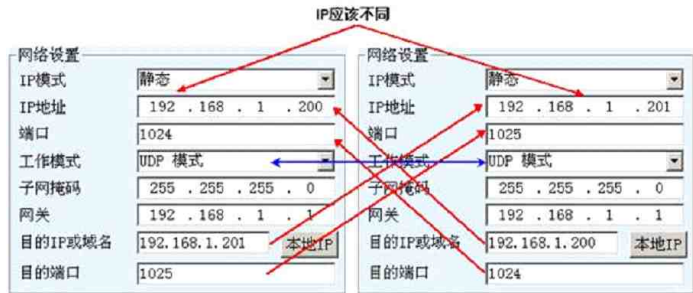 IP应该不同
网络设置
IP模式 静态
IP地址 192 .168 . 1 .200
端口 1024
工作模式 UDP 模式
子网掩码 255 .255 .255 . 0
网关 192 .168 . 1 . 1
目的IP或域名 192.168.1.201 本地IP
目的端口 1025
网络设置
IP模式 静态
IP地址 192 .168 . 1 .201
端口 1025
工作模式 UDP 模式
子网掩码 255 .255 .255 . 0
网关 192 .168 . 1 . 1
目的IP或域名 192.168.1.200 本地IP
目的端口 1024